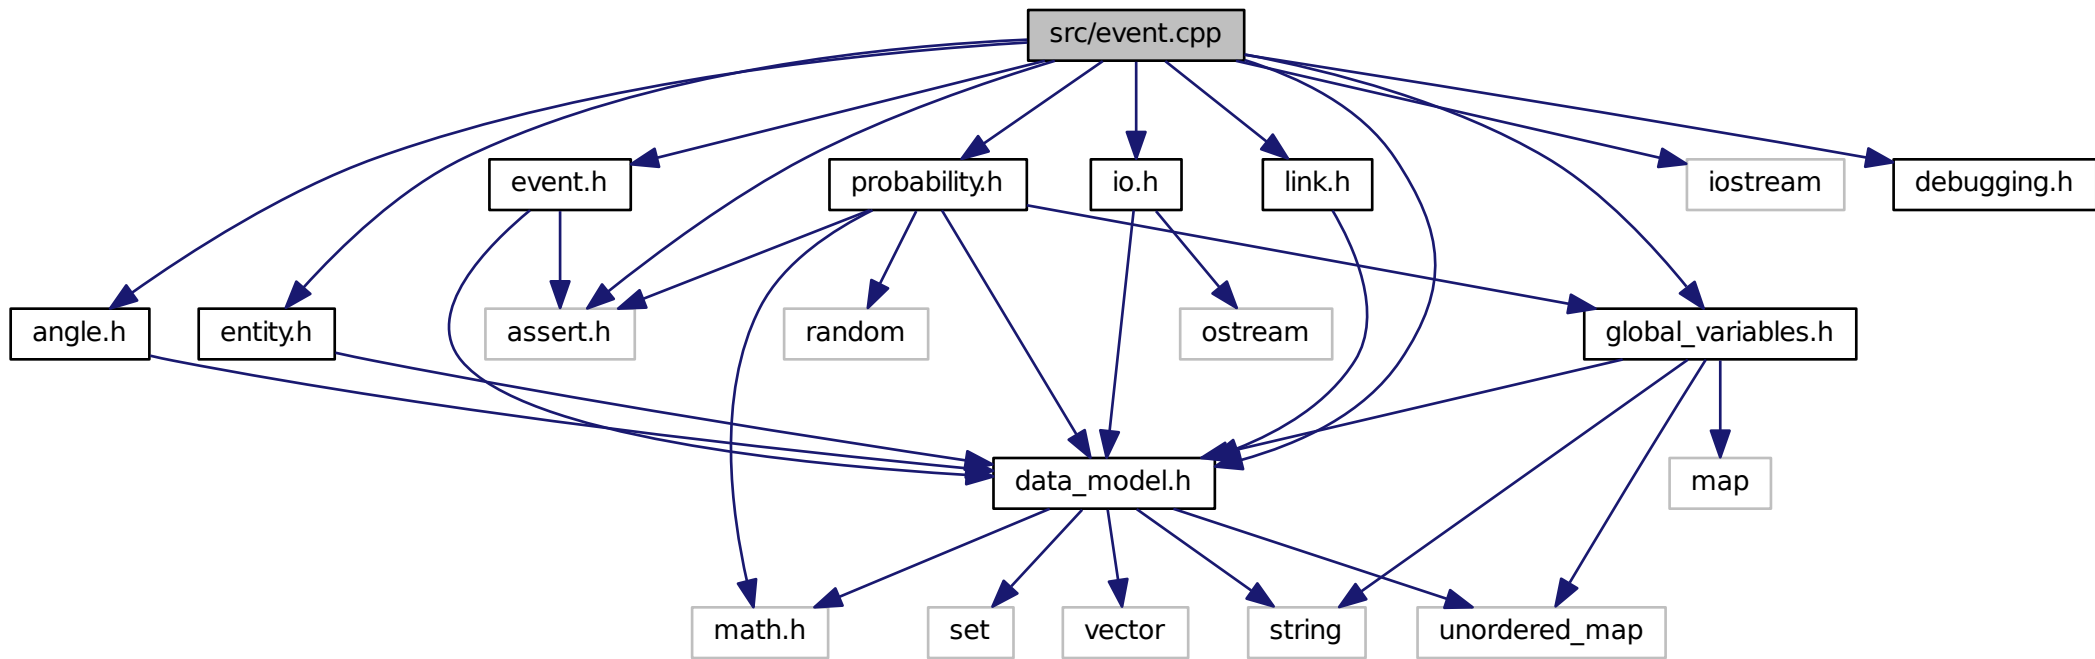 src/event.cpp
event.h
probability.h
io.h
link.h
iostream
debugging.h
angle.h
entity.h
assert.h
random
ostream
global_variables.h
data_model.h
map
math.h
set
vector
string
unordered_map